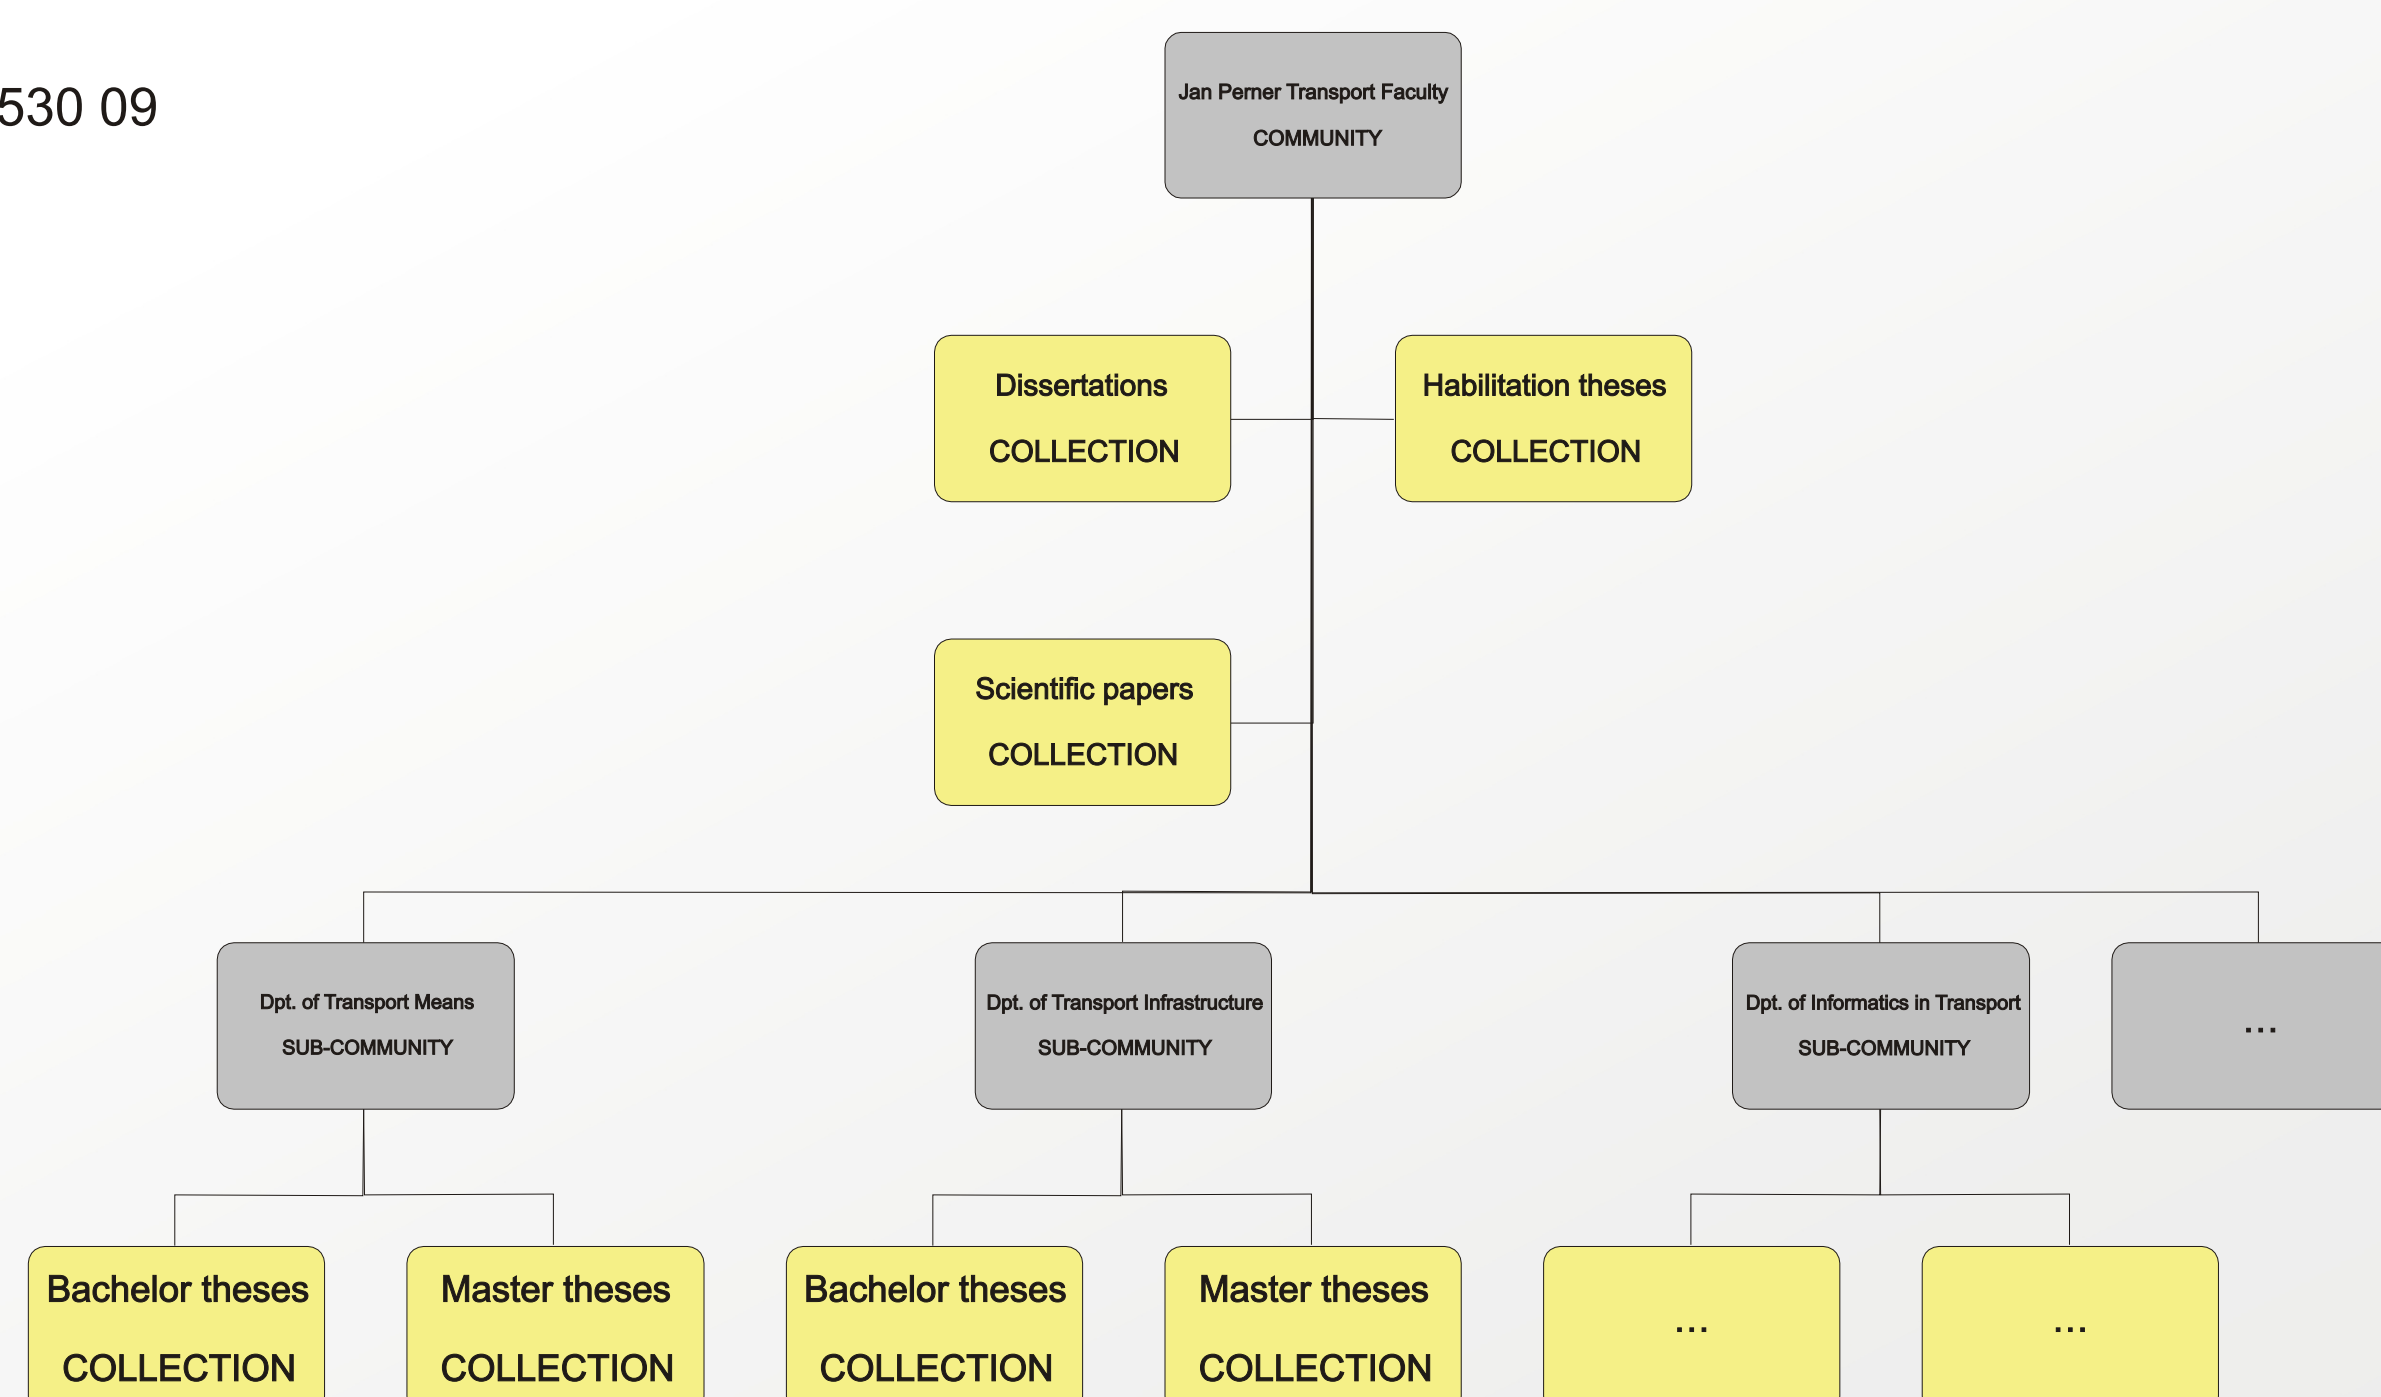 530 09
Jan Perner Transport Faculty
COMMUNITY
Dissertations
COLLECTION
Habilitation theses
COLLECTION
Scientific papers
COLLECTION
Dpt. of Transport Means
SUB-COMMUNITY
Dpt. of Transport Infrastructure
SUB-COMMUNITY
Dpt. of Informatics in Transport
SUB-COMMUNITY
...
Bachelor theses
COLLECTION
Master theses
COLLECTION
Bachelor theses
COLLECTION
Master theses
COLLECTION
...
...